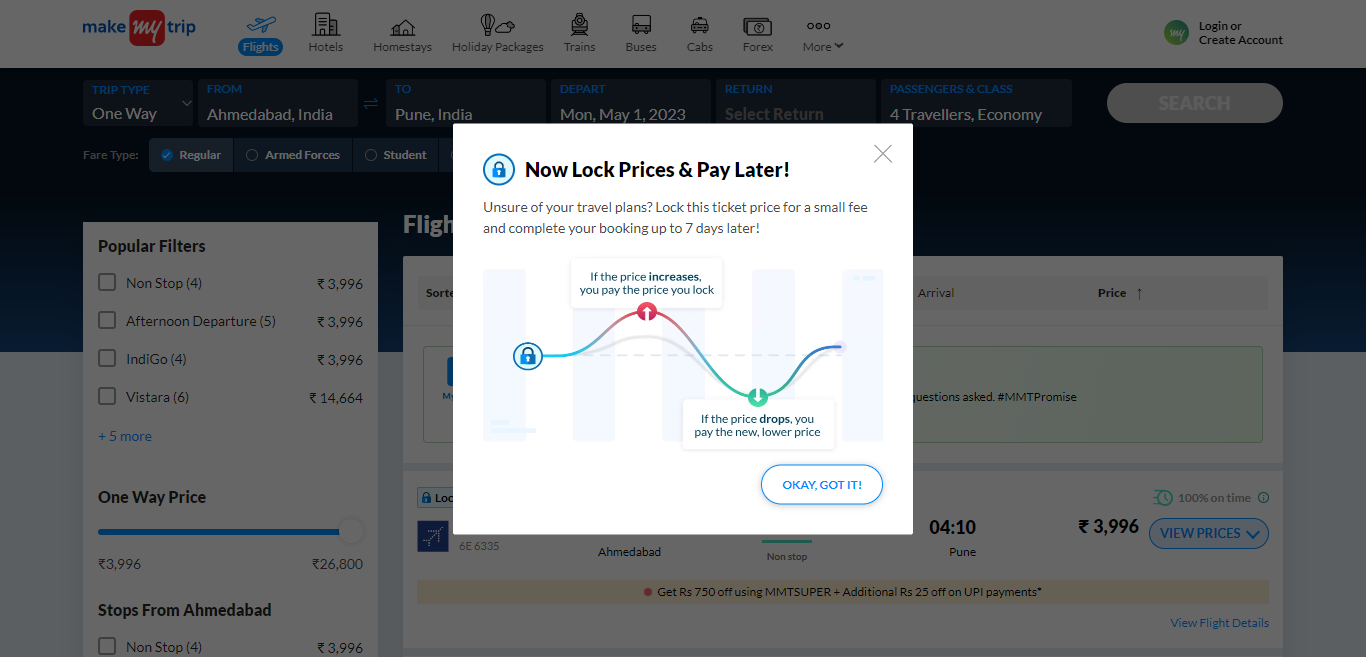 make my trip
Flights
Hotels
Homestays
Holiday Packages
Trains
Buses
Cabs
Forex
More
my
Login or
Create Account
TRIP TYPE
One Way
FROM
Ahmedabad, India
TO
Pune, India
DEPART
Mon, May 1, 2023
RETURN
Select Return
PASSENGERS & CLASS
4 Travellers, Economy
SEARCH
Fare Type:
Regular
Armed Forces
Student
Now Lock Prices & Pay Later!
Unsure of your travel plans? Lock this ticket price for a small fee
and complete your booking up to 7 days later!
If the price increases,
you pay the price you lock
If the price drops, you
pay the new, lower price
OKAY, GOT IT!
Popular Filters
Non Stop (4) ₹ 3,996
Afternoon Departure (5) ₹ 3,996
IndiGo (4) ₹ 3,996
Vistara (6) ₹ 14,664
+ 5 more
One Way Price
₹3,996 ₹26,800
Stops From Ahmedabad
Non Stop (4) ₹ 3,996
Arrival
Price ↑
questions asked. #MMTPromise
100% on time
6E 6335
Ahmedabad
Non stop
04:10
Pune
₹ 3,996
VIEW PRICES
Get Rs 750 off using MMTSUPER + Additional Rs 25 off on UPI payments*
View Flight Details